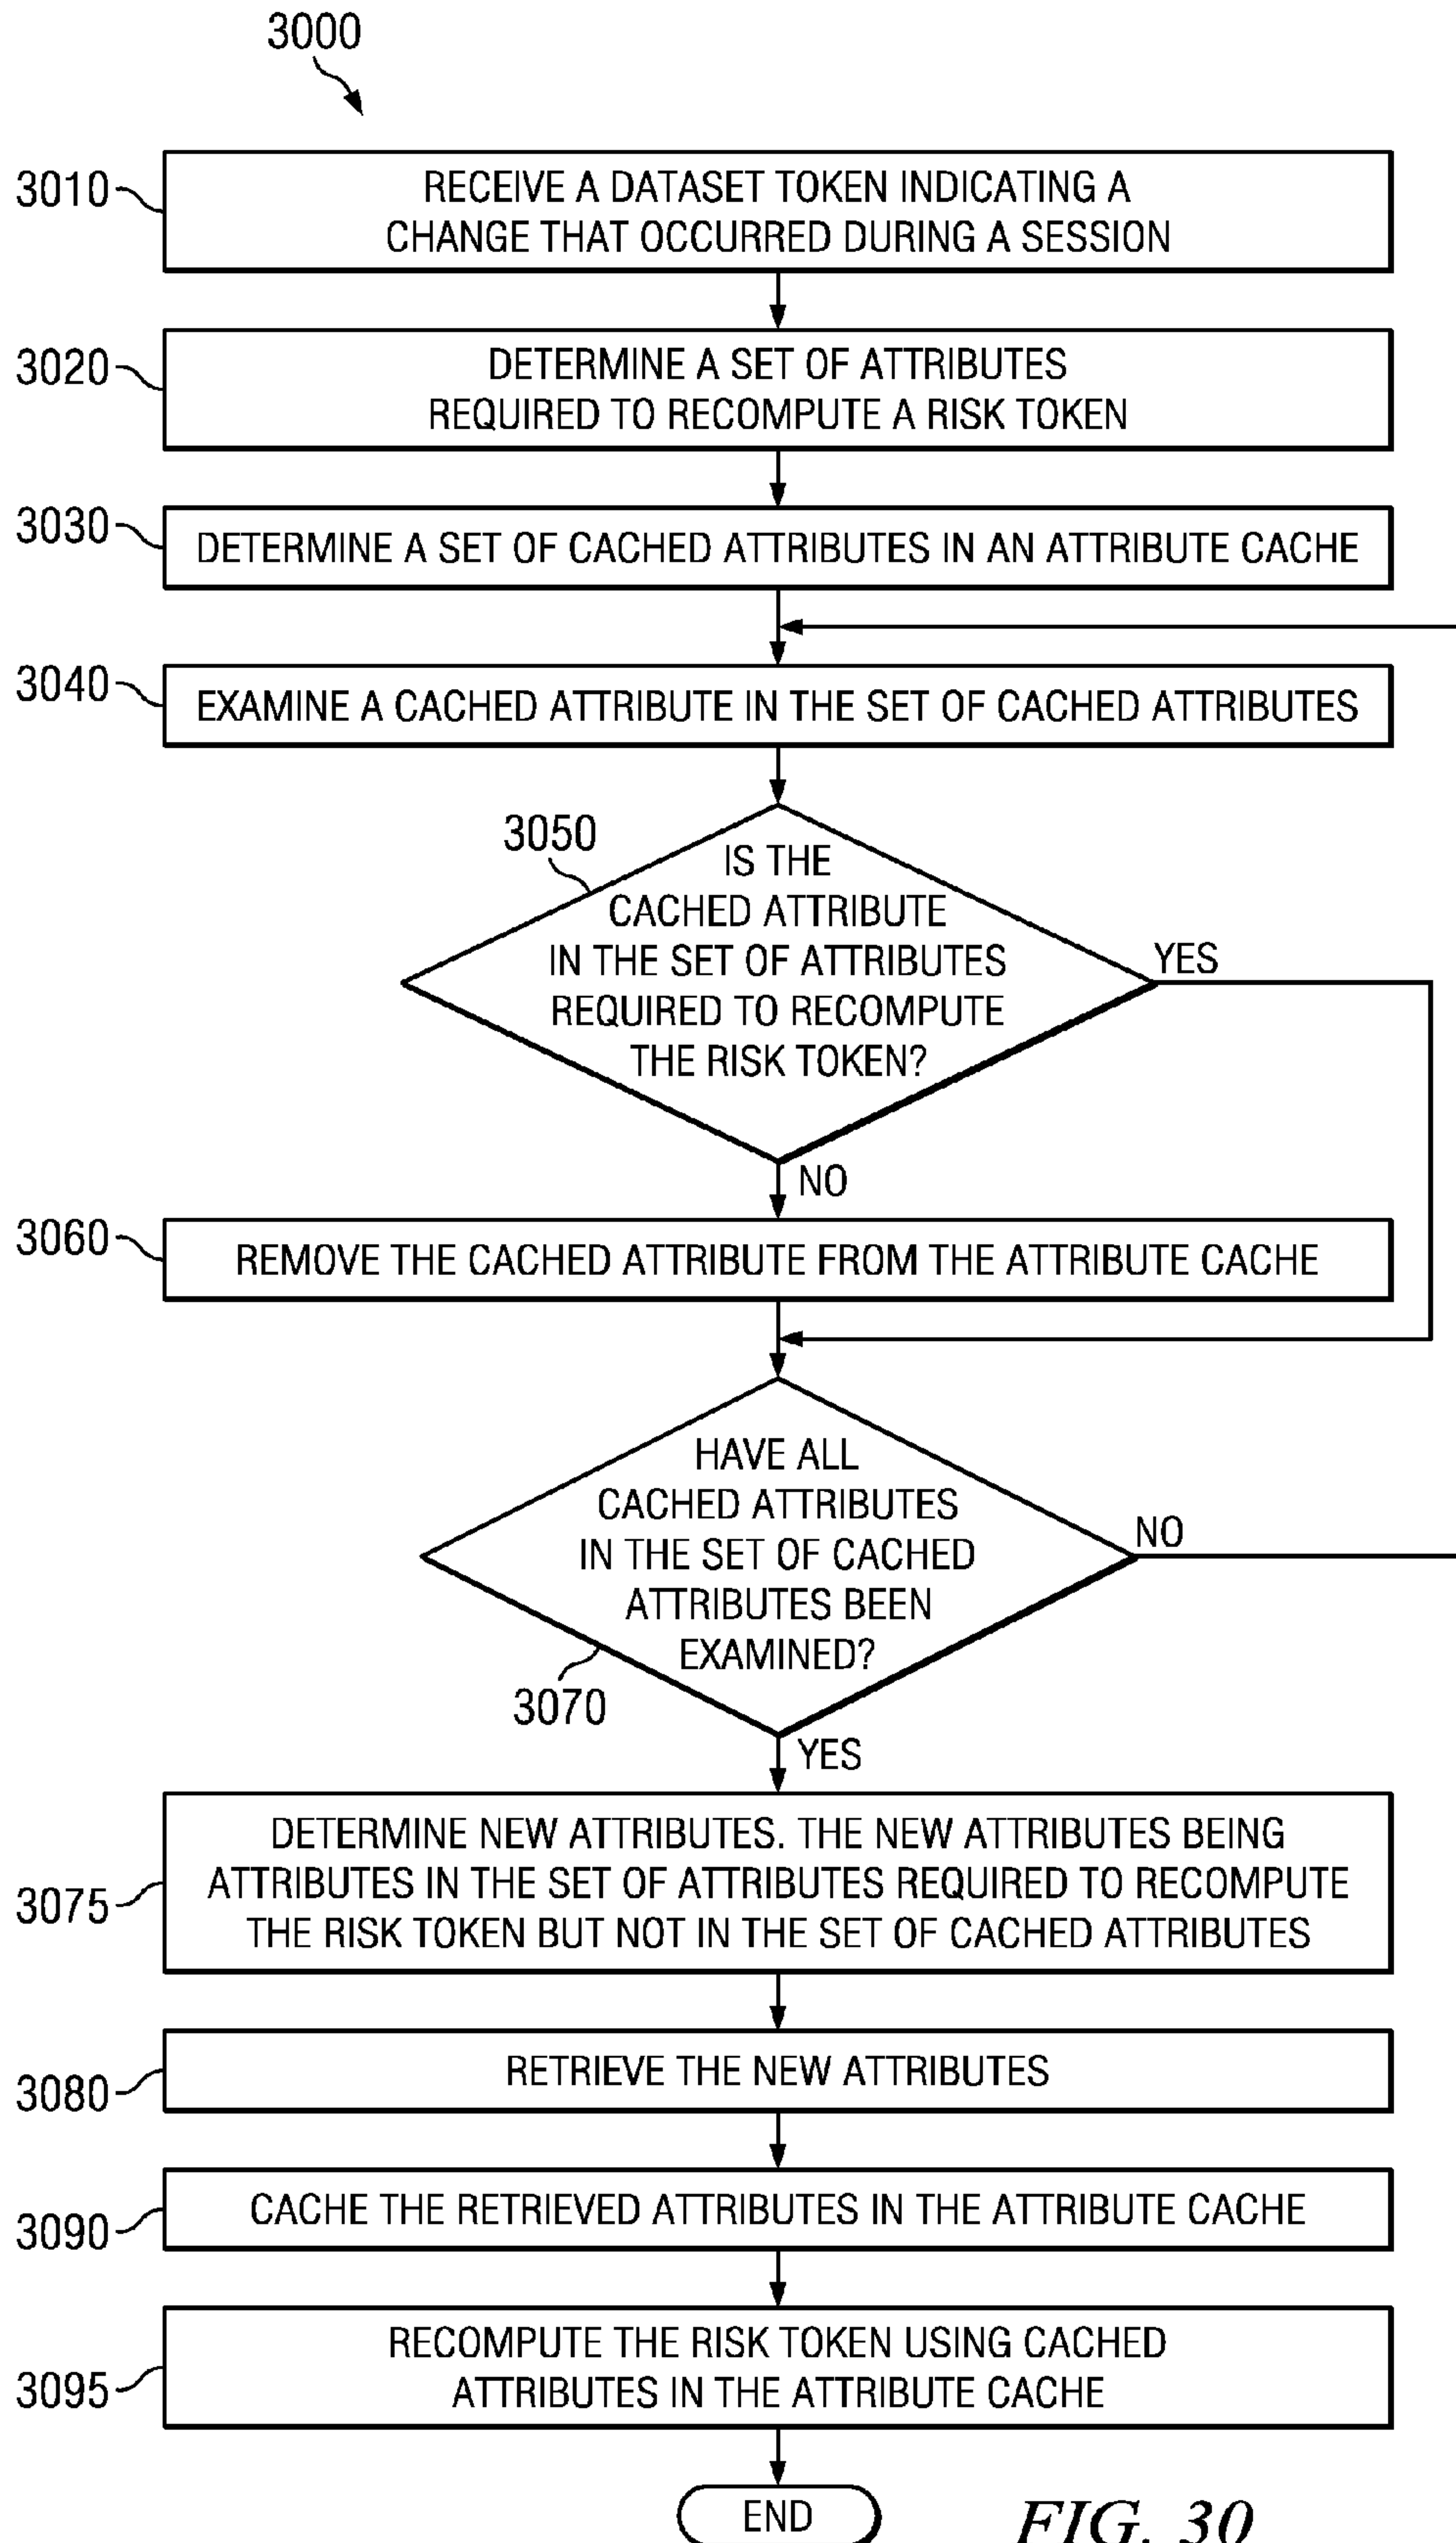 3000
3010
RECEIVE A DATASET TOKEN INDICATING A
CHANGE THAT OCCURRED DURING A SESSION
3020
DETERMINE A SET OF ATTRIBUTES
REQUIRED TO RECOMPUTE A RISK TOKEN
3030
DETERMINE A SET OF CACHED ATTRIBUTES IN AN ATTRIBUTE CACHE
3040
EXAMINE A CACHED ATTRIBUTE IN THE SET OF CACHED ATTRIBUTES
3050
IS THE
CACHED ATTRIBUTE
IN THE SET OF ATTRIBUTES
REQUIRED TO RECOMPUTE
THE RISK TOKEN?
YES
NO
3060
REMOVE THE CACHED ATTRIBUTE FROM THE ATTRIBUTE CACHE
HAVE ALL
CACHED ATTRIBUTES
IN THE SET OF CACHED
ATTRIBUTES BEEN
EXAMINED?
NO
3070
YES
3075
DETERMINE NEW ATTRIBUTES. THE NEW ATTRIBUTES BEING
ATTRIBUTES IN THE SET OF ATTRIBUTES REQUIRED TO RECOMPUTE
THE RISK TOKEN BUT NOT IN THE SET OF CACHED ATTRIBUTES
3080
RETRIEVE THE NEW ATTRIBUTES
3090
CACHE THE RETRIEVED ATTRIBUTES IN THE ATTRIBUTE CACHE
3095
RECOMPUTE THE RISK TOKEN USING CACHED
ATTRIBUTES IN THE ATTRIBUTE CACHE
END
FIG. 30